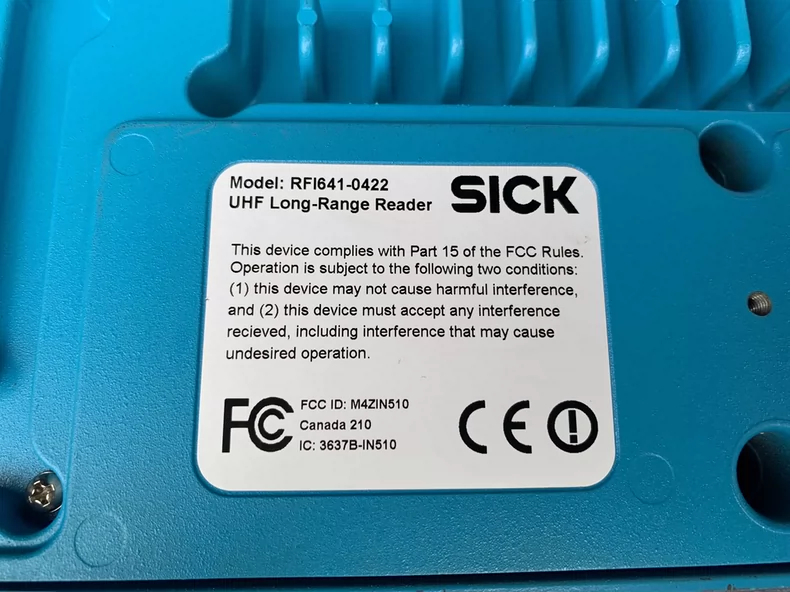 Model: RFI641-0422
UHF Long-Range Reader
SICK
This device complies with Part 15 of the FCC Rules.
Operation is subject to the following two conditions:
(1) this device may not cause harmful interference,
and (2) this device must accept any interference
recieved, including interference that may cause
undesired operation.
FC
FCC ID: M4ZIN510
Canada 210
IC: 3637B-IN510
CE